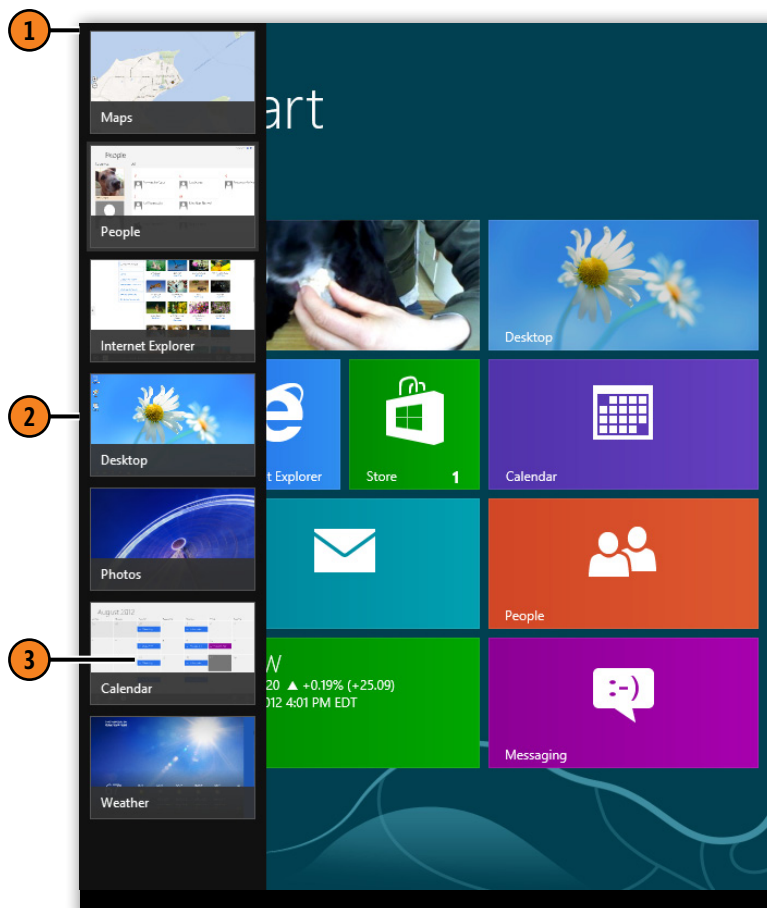 1
Maps
People
People
Internet Explorer
2
Desktop
Photos
August 2012
3
Calendar
Weather
art
Desktop
t Explorer
Store 1
Calendar
People
W
20 ▲ +0.19% (+25.09)
012 4:01 PM EDT
:-)
Messaging